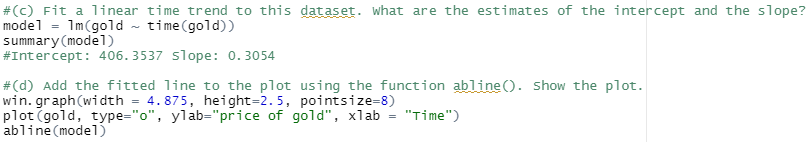 #(c) Fit a linear time trend to this dataset. What are the estimates of the intercept and the slope?
model = lm(gold ~ time(gold))
summary(model)
#Intercept: 406.3537 Slope: 0.3054
#(d) Add the fitted line to the plot using the function abline(). Show the plot.
win.graph(width = 4.875, height=2.5, pointsize=8)
plot(gold, type="o", ylab="price of gold", xlab = "Time")
abline(model)